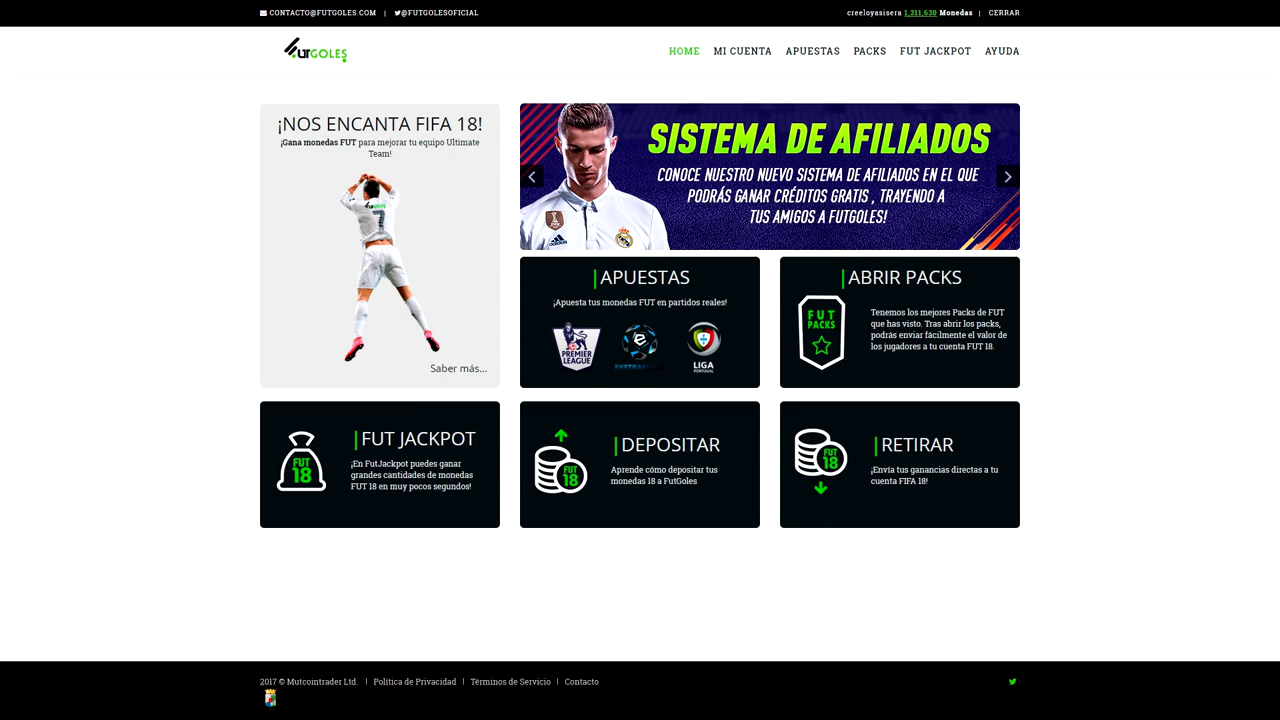 CONTACTO@FUTGOLES.COM | @FUTGOLESOFICIAL
creeloyasisera 1,311,630 Monedas | CERRAR
FUTGOLES
HOME MI CUENTA APUESTAS PACKS FUT JACKPOT AYUDA
¡NOS ENCANTA FIFA 18!
¡Gana monedas FUT para mejorar tu equipo Ultimate
Team!
7
Saber más...
SISTEMA DE AFILIADOS
CONOCE NUESTRO NUEVO SISTEMA DE AFILIADOS EN EL QUE
PODRÁS GANAR CRÉDITOS GRATIS , TRAYENDO A
TUS AMIGOS A FUTGOLES!
|APUESTAS
¡Apuesta tus monedas FUT en partidos reales!
PREMIER
LEAGUE
LIGA
PORTUGAL
|ABRIR PACKS
FUT
PACKS
Tenemos los mejores Packs de FUT
que has visto. Tras abrir los packs,
podrás enviar fácilmente el valor de
los jugadores a tu cuenta FUT 18.
FUT
18
|FUT JACKPOT
¡En FutJackpot puedes ganar
grandes cantidades de monedas
FUT 18 en muy pocos segundos!
FUT
18
|DEPOSITAR
Aprende cómo depositar tus
monedas 18 a FutGoles
FUT
18
|RETIRAR
¡Envía tus ganancias directas a tu
cuenta FIFA 18!
2017 © Mutcointrader Ltd. | Política de Privacidad | Términos de Servicio | Contacto